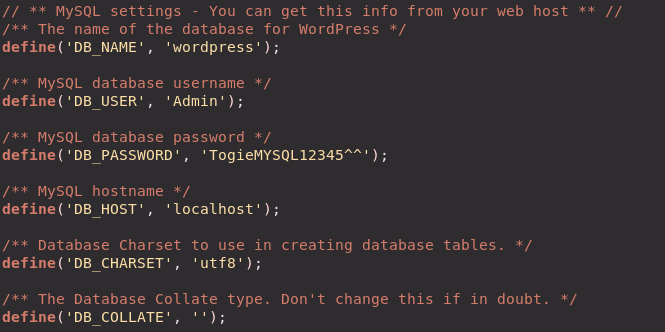 // ** MySQL settings - You can get this info from your web host ** //
/** The name of the database for WordPress */
define('DB_NAME', 'wordpress');
/** MySQL database username */
define('DB_USER', 'Admin');
/** MySQL database password */
define('DB_PASSWORD', 'TogieMYSQL12345^^');
/** MySQL hostname */
define('DB_HOST', 'localhost');
/** Database Charset to use in creating database tables. */
define('DB_CHARSET', 'utf8');
/** The Database Collate type. Don't change this if in doubt. */
define('DB_COLLATE', '');